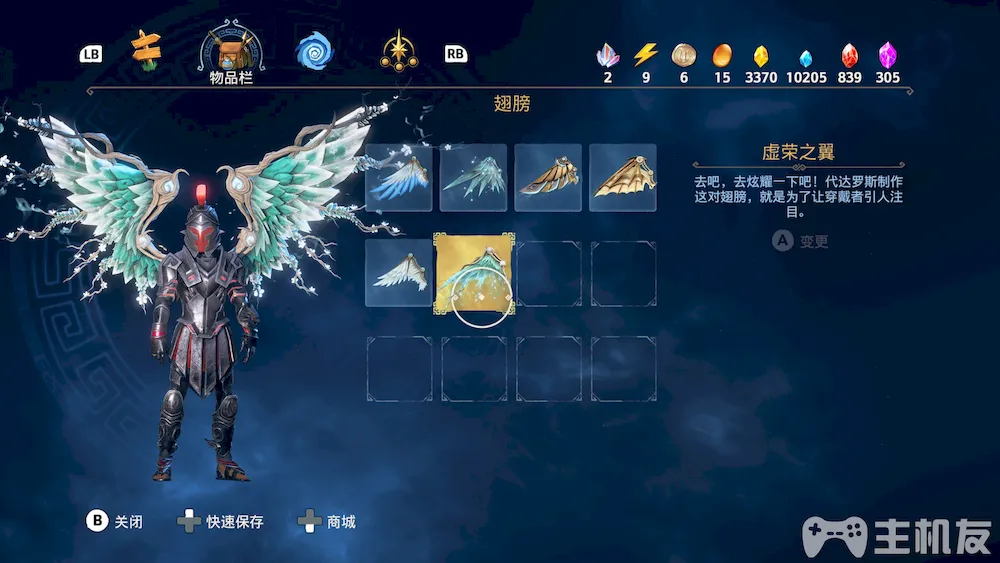 LB
RB
物品栏
2 9 6 15 3370 10205 839 305
翅膀
虚荣之翼
去吧，去炫耀一下吧！代达罗斯制作
这对翅膀，就是为了让穿戴者引人注
目。
A 变更
B 关闭
快速保存
商城
主机友